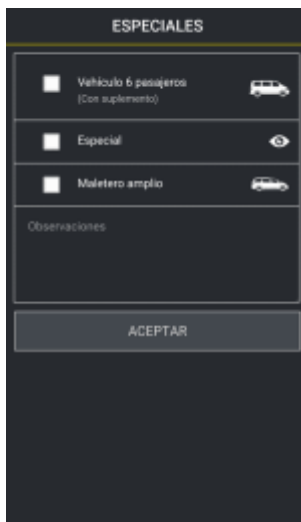 ESPECIALES
Vehículo 6 pasajeros
(Con suplemento)
Especial
Maletero amplio
Observaciones
ACEPTAR